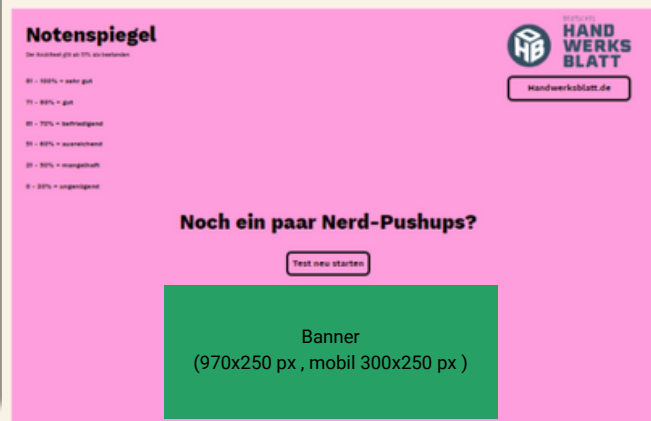 Notenspiegel
Der Azubitest gilt ab 51% als bestanden
81 - 100% = sehr gut
71 - 80% = gut
61 - 70% = befriedigend
51 - 60% = ausreichend
31 - 50% = mangelhaft
0 - 30% = ungenügend
DEUTSCHES
HAND
WERKS
BLATT
DHB
Handwerksblatt.de
Noch ein paar Nerd-Pushups?
Test neu starten
Banner
(970x250 px , mobil 300x250 px )